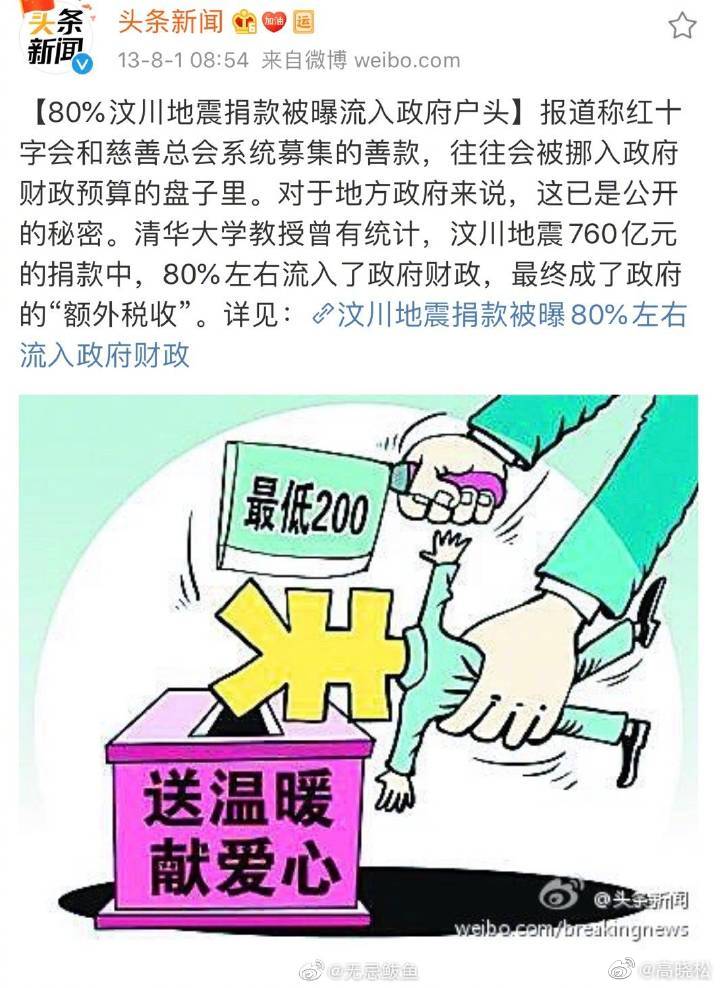 头条
新闻
头条新闻 加油 运
13-8-1 08:54 来自微博 weibo.com
【80%汶川地震捐款被曝流入政府户头】报道称红十
字会和慈善总会系统募集的善款，往往会被挪入政府
财政预算的盘子里。对于地方政府来说，这已是公开
的秘密。清华大学教授曾有统计，汶川地震760亿元
的捐款中，80%左右流入了政府财政，最终成了政府
的“额外税收”。详见：汶川地震捐款被曝80%左右
流入政府财政
最低200
送温暖
献爱心
@头条新闻
weibo.com/breakingnews
@无忌鲅鱼
@高晓松